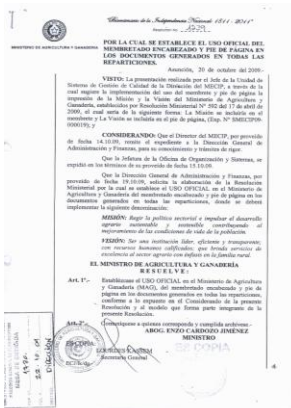 "Bicentenario de la Independencia Nacional 1811 - 2011"
MINISTERIO DE AGRICULTURA Y GANADERIA
POR LA CUAL SE ESTABLECE EL USO OFICIAL DEL
MEMBRETADO ENCABEZADO Y PIE DE PÁGINA EN
LOS DOCUMENTOS GENERADOS EN TODAS LAS
REPARTICIONES.
Asunción, 20 de octubre del 2009.-
VISTO: La presentación realizada por el Jefe de la Unidad de
Sistema de Gestión de Calidad de la Dirección del MECIP, a través de la
cual sugiere la implementación del uso del membrete y pie de página la
impresión de la Misión y la Visión del Ministerio de Agricultura y
Ganadería, establecidos por Resolución Ministerial Nº 592 del 17 de abril de
2000, el cual sería de la siguiente forma: La Misión se incluiría en el
membrete y La Visión se incluiría en el pie de página,
CONSIDERANDO: Que el Director del MECIP, por proveído
de fecha 14.10.09, remite el expediente a la Dirección General de
Administración y Finanzas, para su conocimiento y trámites de rigor.
Que la Jefatura de la Oficina de Organización y Sistemas, se
expidió en los términos de su proveído de fecha 15.10.09.
Que la Dirección General de Administración y Finanzas, por
proveído de fecha 19.10.09, solicita la elaboración de la Resolución
Ministerial por la cual se establece el USO OFICIAL en el Ministerio de
Agricultura y Ganadería del membretado encabezado y pie de página en
los documentos generados en todas las reparticiones, donde se deberá
implementar la siguiente denominación:
MISIÓN: Regir la política sectorial e impulsar el desarrollo
agrario sustentable y sostenible contribuyendo al
mejoramiento de las condiciones de vida de la población.
VISIÓN: Ser una institución líder, eficiente y transparente;
con recursos humanos calificados; que brinda servicios de
excelencia al sector agrario con énfasis en la familia rural.
EL MINISTERIO DE AGRICULTURA Y GANADERÍA
RESUELVE:
Art. 1º.- Establécese el USO OFICIAL en el Ministerio de Agricultura
y Ganadería (MAG), del membretado encabezado y pie de
página en los documentos generados en todas las reparticiones,
conforme a lo expuesto en el Considerando de la presente
Resolución y al modelo que forma parte integrante de la
presente Resolución.
Art. 2º.- Comuníquese a quienes corresponda y cumplida archívese.-
ABOG. ENZO CARDOZO JIMÉNEZ
MINISTRO
ES COPIA
Secretaria General